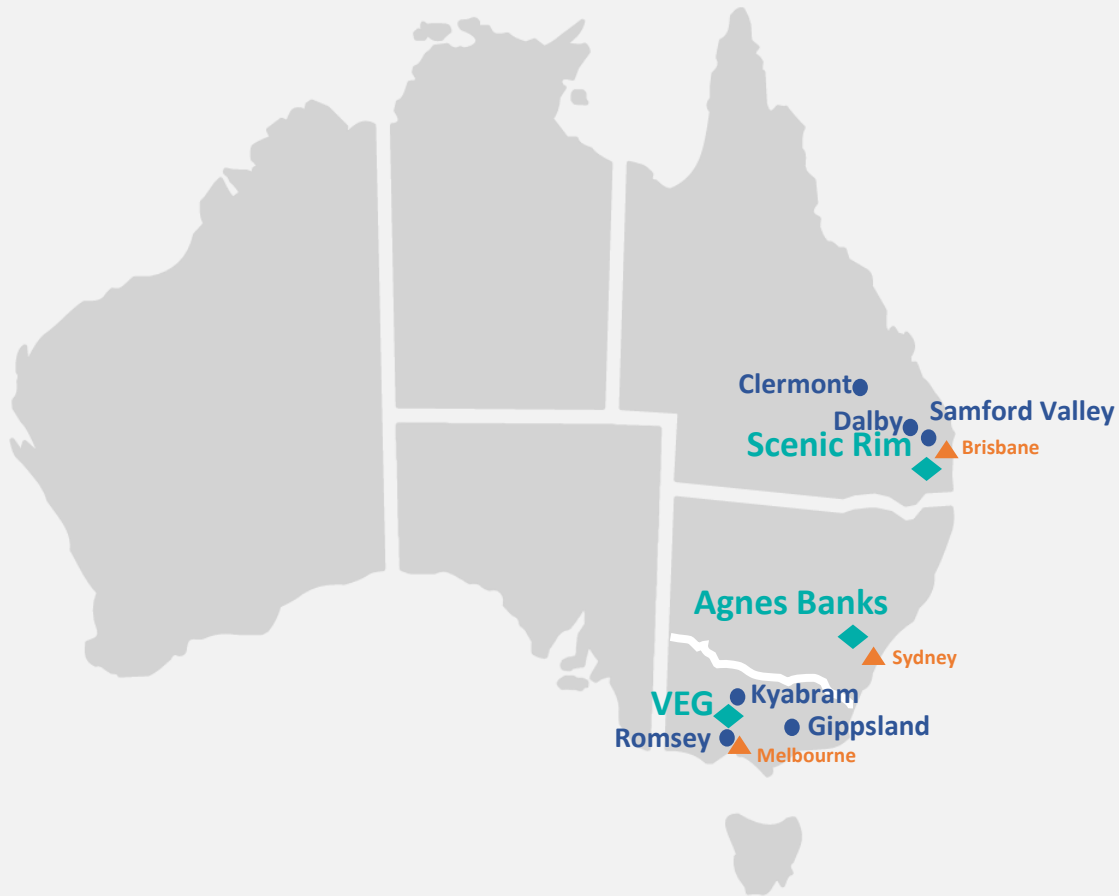 Clermont
Samford Valley
Dalby
Scenic Rim
Brisbane
Agnes Banks
Sydney
Kyabram
VEG
Gippsland
Romsey
Melbourne